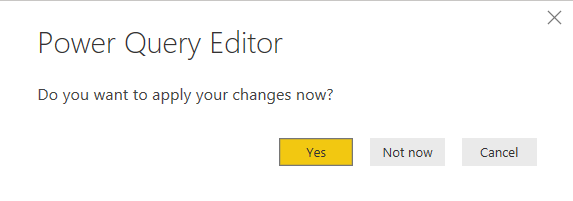 Power Query Editor
Do you want to apply your changes now?
Yes Not now Cancel